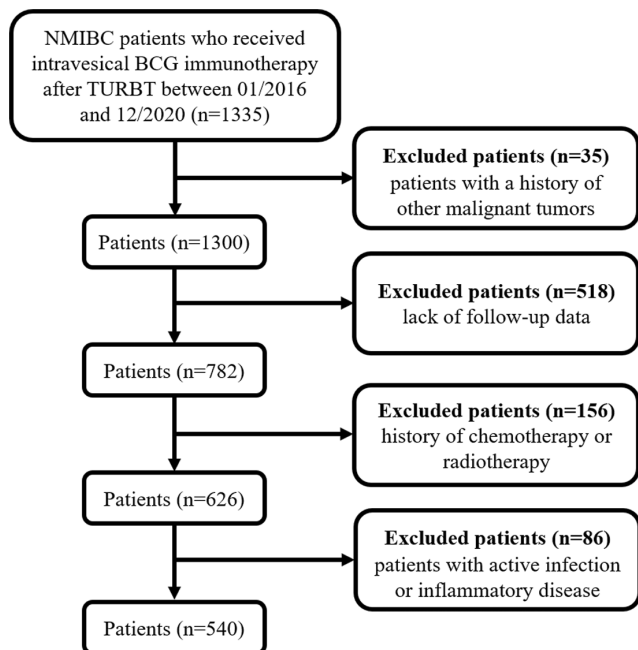 NMIBC patients who received
intravesical BCG immunotherapy
after TURBT between 01/2016
and 12/2020 (n=1335)
Excluded patients (n=35)
patients with a history of
other malignant tumors
Patients (n=1300)
Excluded patients (n=518)
lack of follow-up data
Patients (n=782)
Excluded patients (n=156)
history of chemotherapy or
radiotherapy
Patients (n=626)
Excluded patients (n=86)
patients with active infection
or inflammatory disease
Patients (n=540)